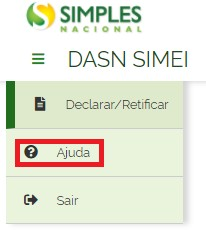 SIMPLES
NACIONAL
DASN SIMEI
Declarar/Retificar
Ajuda
Sair